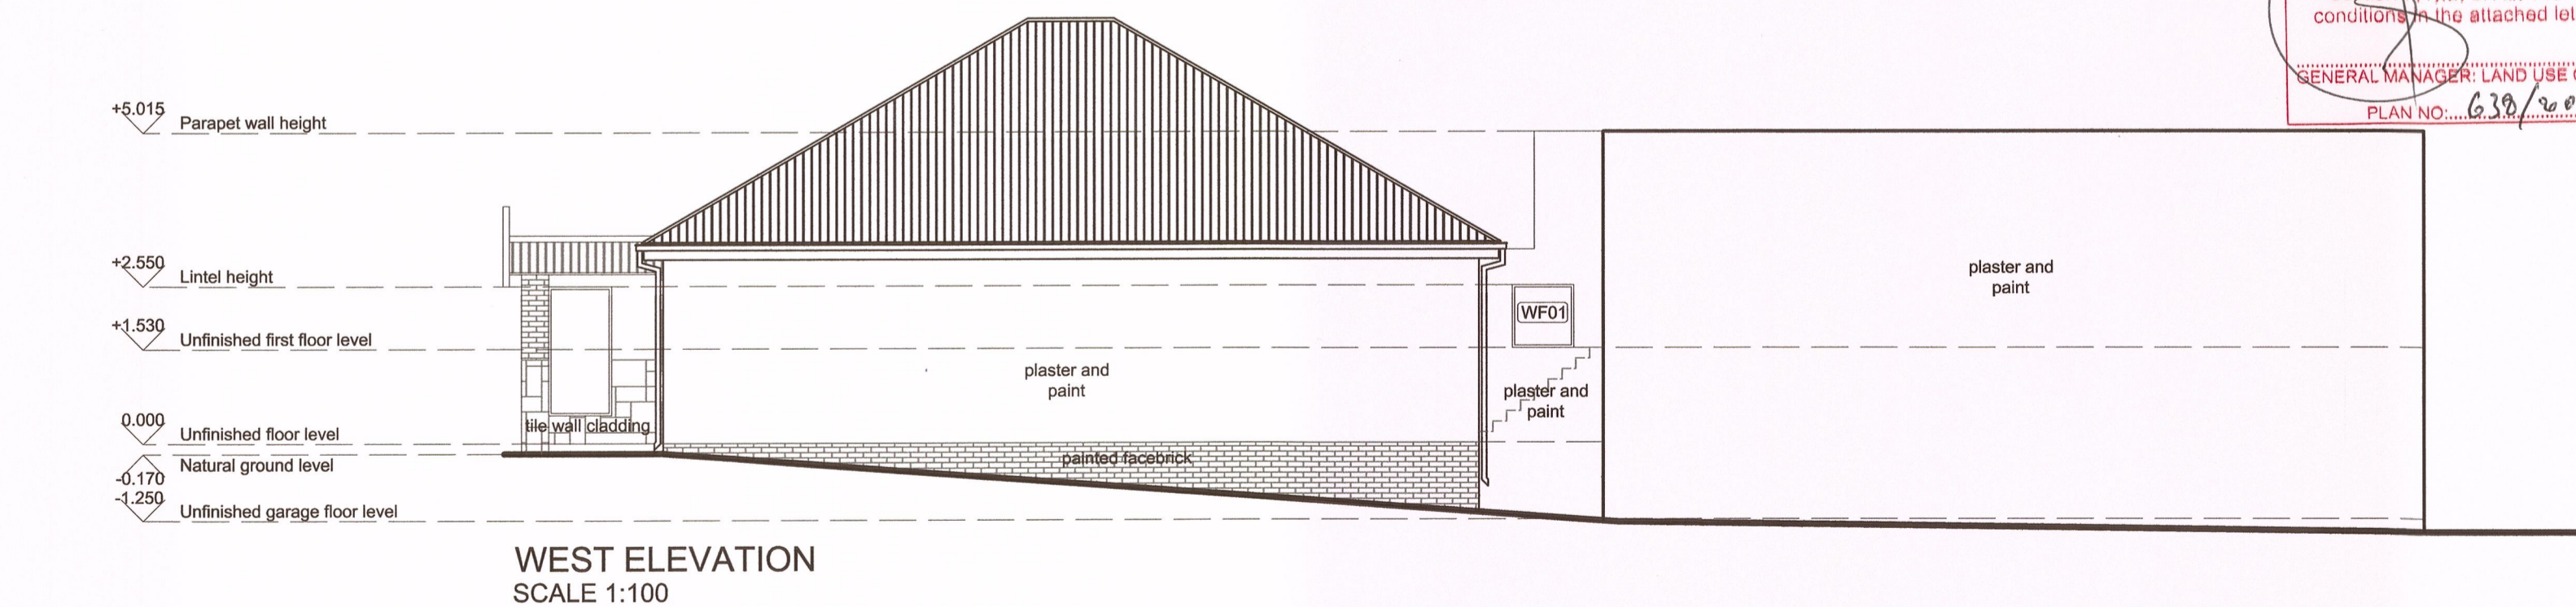 conditions in the attached let
GENERAL MANAGER: LAND USE
PLAN NO:
+5.015
Parapet wall height
+2.550
Lintel height
+1.530
Unfinished first floor level
0.000
Unfinished floor level
Natural ground level
-0.170
-1.250
Unfinished garage floor level
tile wall cladding
plaster and
paint
painted facebrick
WF01
plaster and
paint
plaster and
paint
WEST ELEVATION
SCALE 1:100